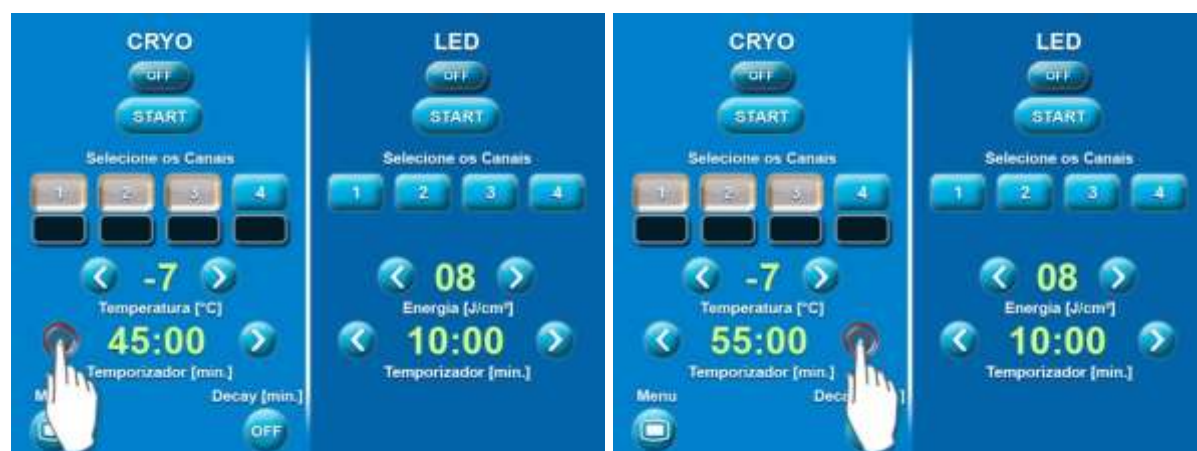 CRYO
OFF
START
Selecione os Canais
1 2 3 4
-7
Temperatura [°C]
45:00
Temporizador [min.]
Decay [min.]
OFF
LED
OFF
START
Selecione os Canais
1 2 3 4
08
Energia [J/cm²]
10:00
Temporizador [min.]
CRYO
OFF
START
Selecione os Canais
1 2 3 4
-7
Temperatura [°C]
55:00
Temporizador [min.]
Menu
LED
OFF
START
Selecione os Canais
1 2 3 4
08
Energia [J/cm²]
10:00
Temporizador [min.]